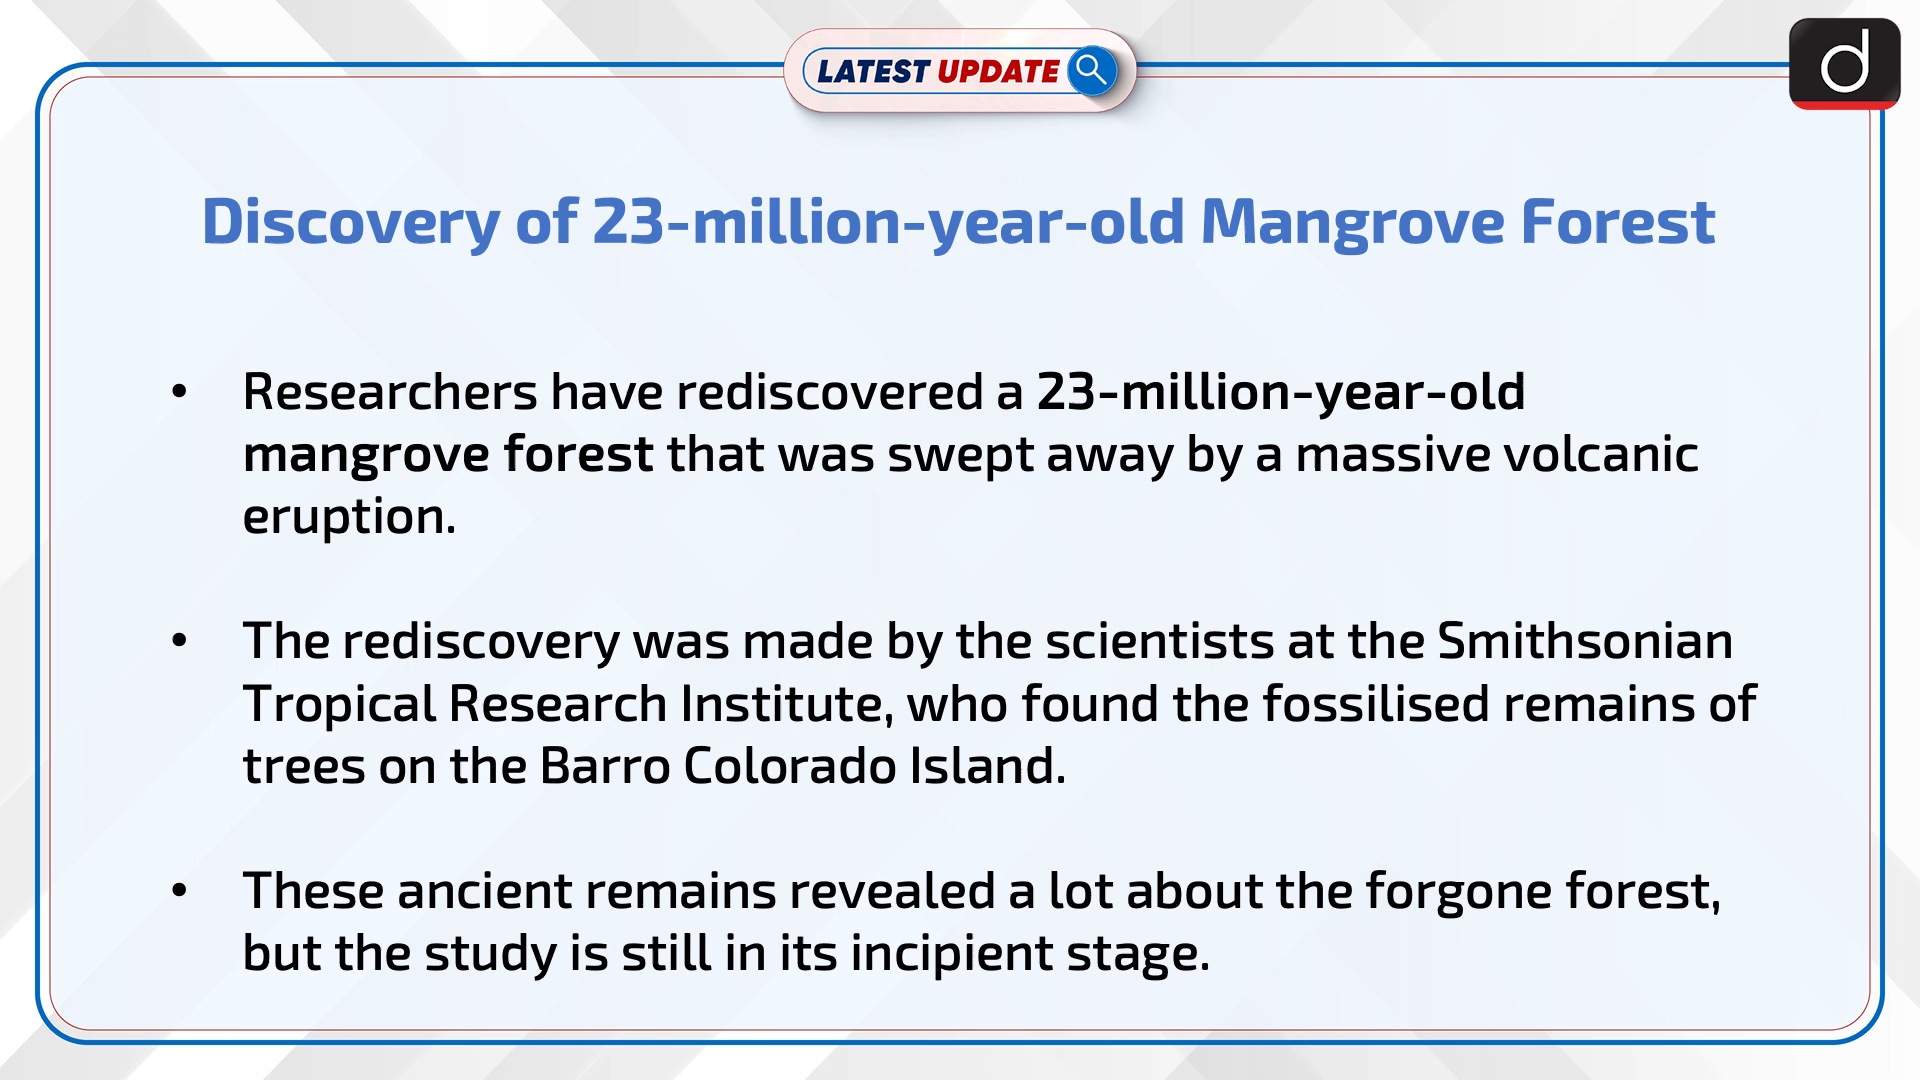 LATEST UPDATE
d
Discovery of 23-million-year-old Mangrove Forest
• Researchers have rediscovered a 23-million-year-old
mangrove forest that was swept away by a massive volcanic
eruption.
• The rediscovery was made by the scientists at the Smithsonian
Tropical Research Institute, who found the fossilised remains of
trees on the Barro Colorado Island.
• These ancient remains revealed a lot about the forgone forest,
but the study is still in its incipient stage.